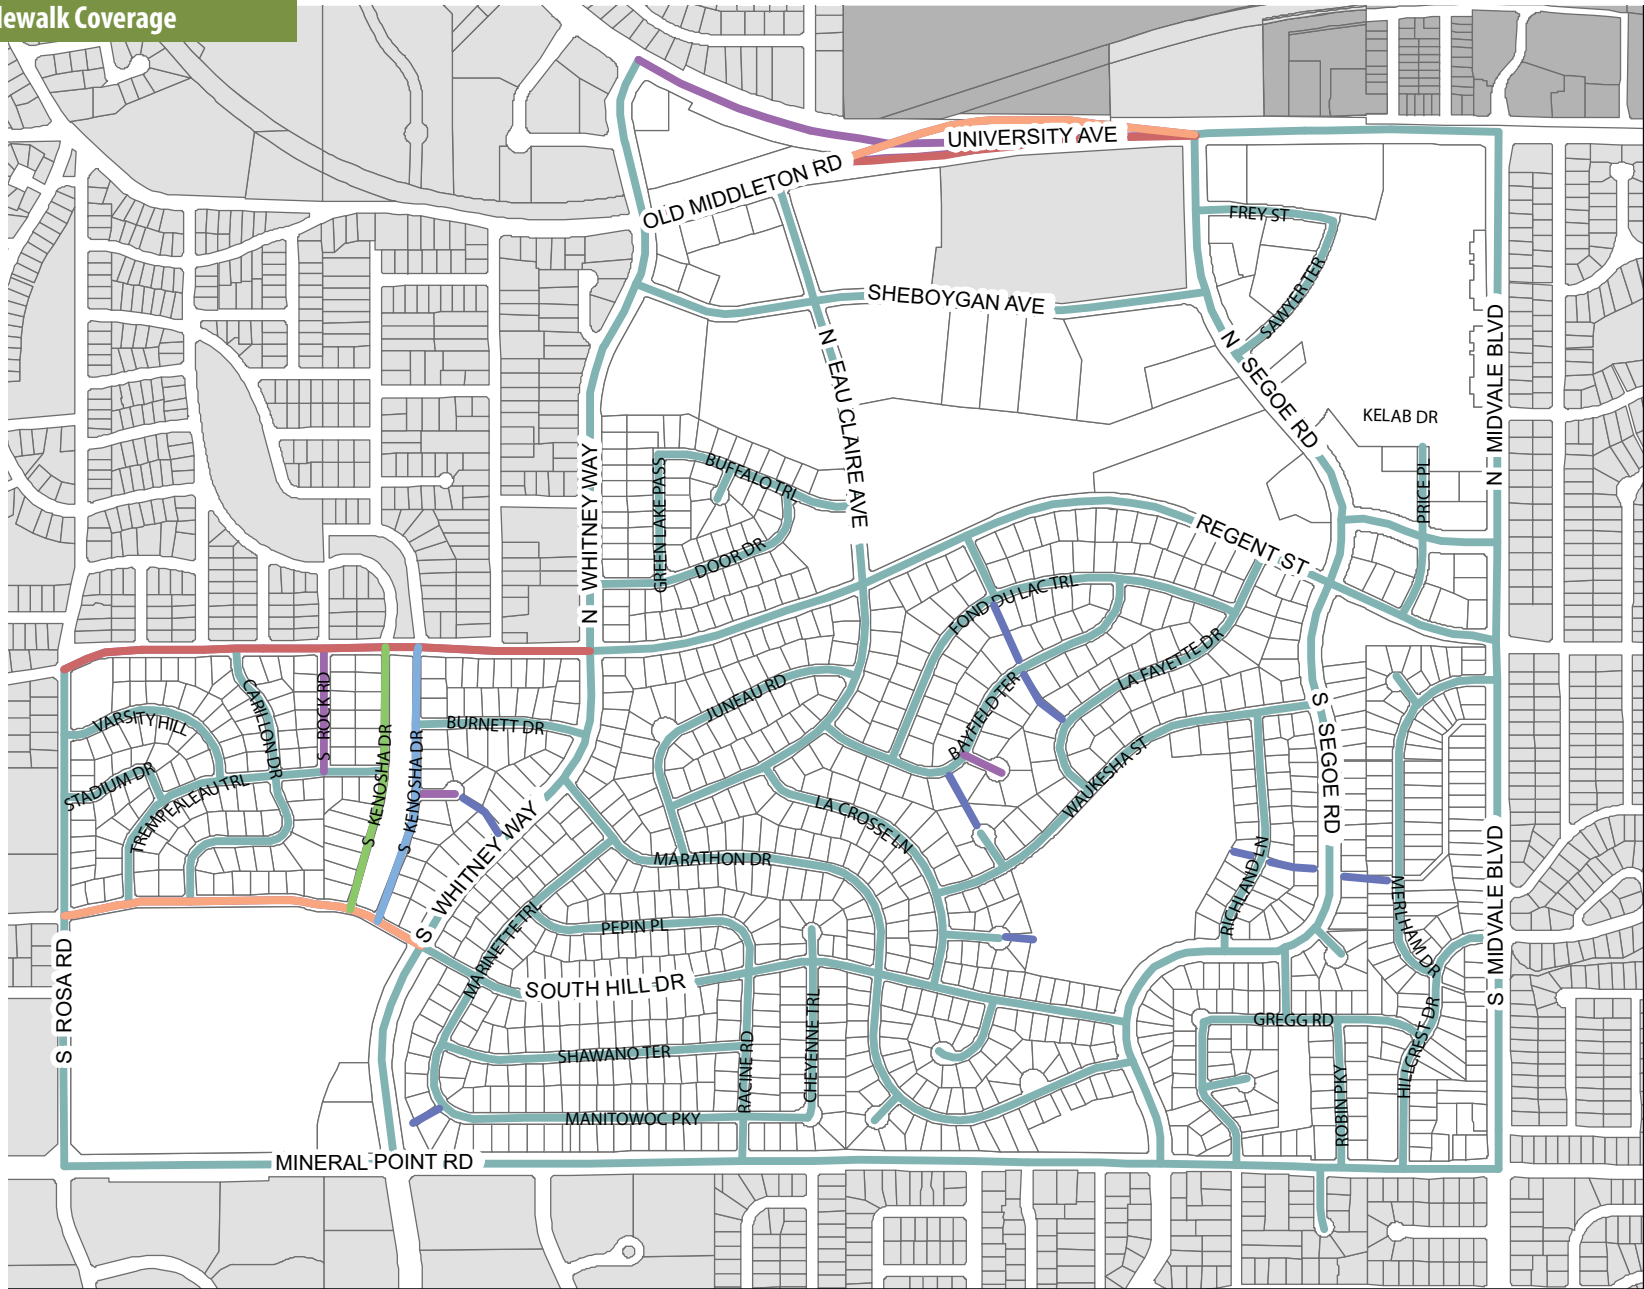 lewalk Coverage
UNIVERSITY AVE
OLD MIDDLETON RD
FREY ST
SAWYER TER
SHEBOYGAN AVE
N EAU CLAIRE AVE
N SEGOE RD
N MIDVALE BLVD
KELAB DR
PRICE PL
N WHITNEY WAY
GREEN LAKE PASS
BUFFALO TRL
DOOR DR
REGENT ST
FOND DU LAC TRL
LA FAYETTE DR
BAYFIELD TER
JUNEAU RD
WAUKESHA ST
S SEGOE RD
VARSITY HILL
CARILLON DR
S ROCK RD
S KENOSHA DR
S KENOSHA DR
BURNETT DR
STADIUM DR
TREMPEALEAU TRL
S WHITNEY WAY
LA CROSSE LN
MARATHON DR
RICHLAND LN
MERLHAM DR
S MIDVALE BLVD
MARINETTE TRL
PEPIN PL
SOUTH HILL DR
S ROSA RD
SHAWANO TER
RACINE RD
CHEYENNE TRL
GREGG RD
HILLCREST DR
ROBIN PKY
MANITOWOC PKY
MINERAL POINT RD